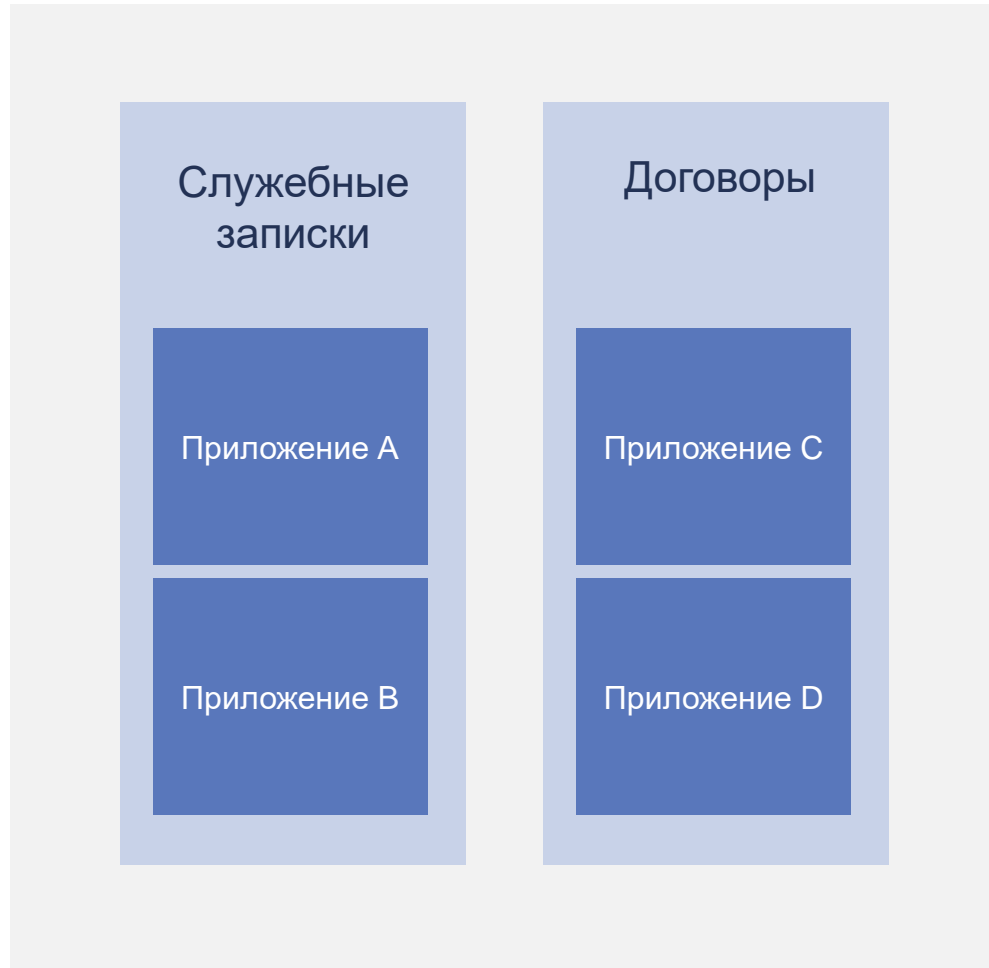 Служебные
записки
Приложение A
Приложение B
Договоры
Приложение C
Приложение D